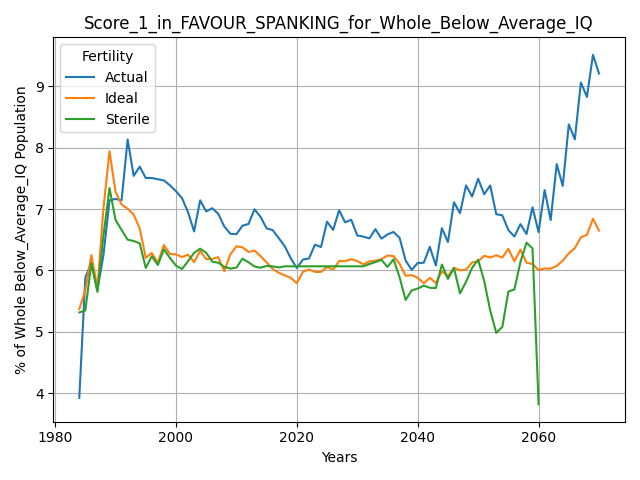 Score_1_in_FAVOUR_SPANKING_for_Whole_Below_Average_IQ
Fertility
Actual
Ideal
Sterile
% of Whole Below_Average_IQ Population
9
8
7
6
5
4
1980
2000
2020
2040
2060
Years